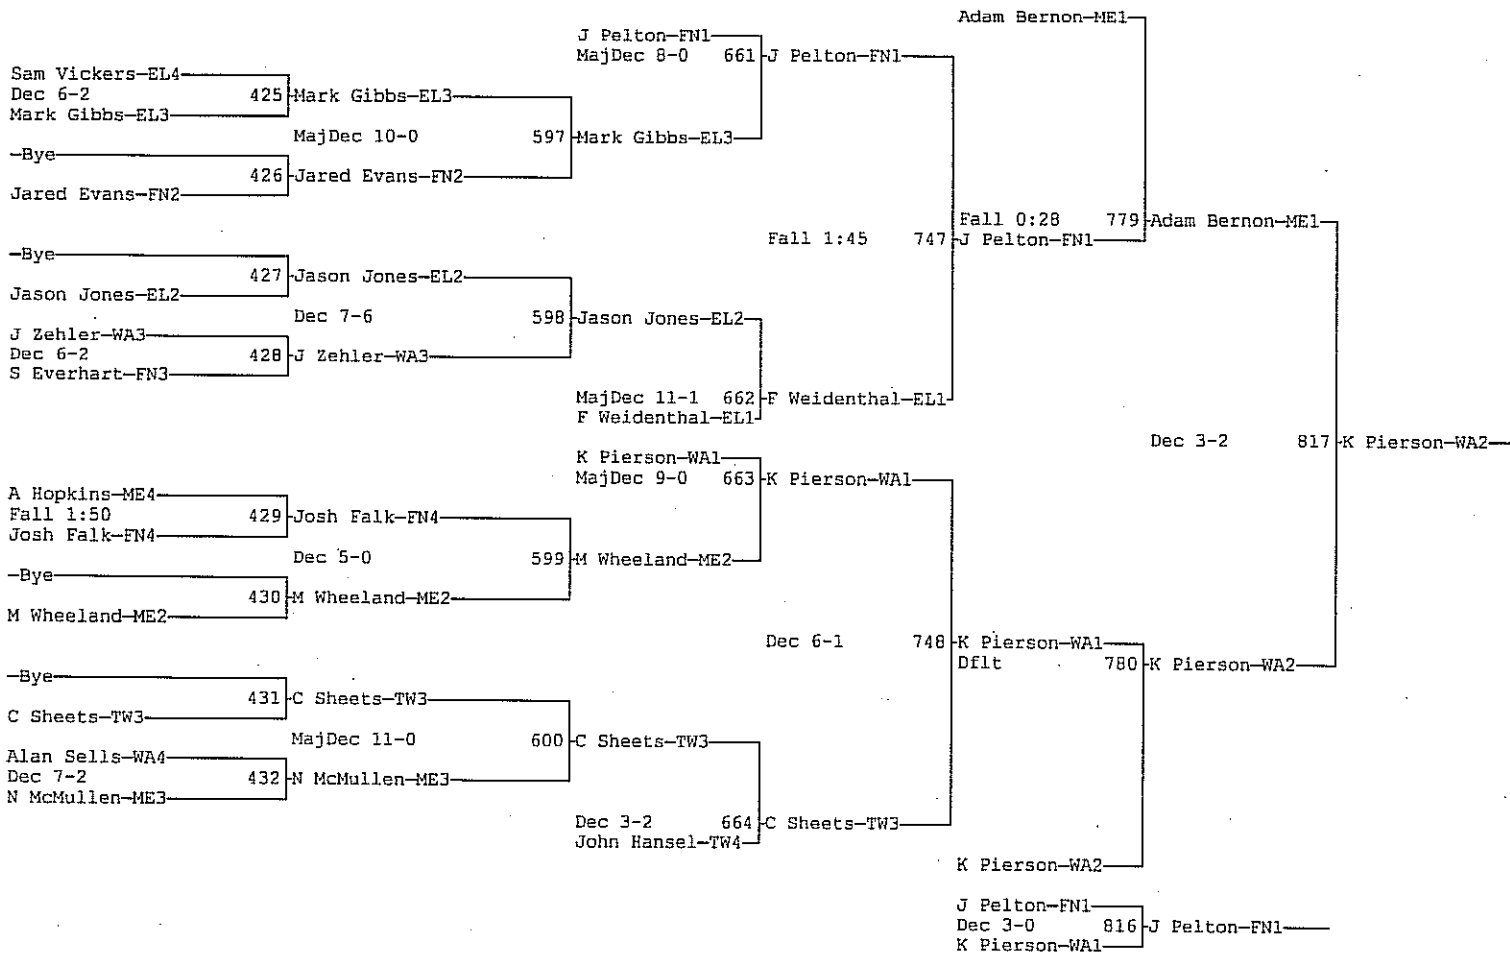 Adam Bernon-ME1
J Pelton-FN1
MajDec 8-0 661 J Pelton-FN1
Sam Vickers-EL4
Dec 6-2 425 Mark Gibbs-EL3
Mark Gibbs-EL3
MajDec 10-0 597 Mark Gibbs-EL3
-Bye
426 Jared Evans-FN2
Jared Evans-FN2
Fall 0:28 779 Adam Bernon-ME1
Fall 1:45 747 J Pelton-FN1
-Bye
427 Jason Jones-EL2
Jason Jones-EL2
Dec 7-6 598 Jason Jones-EL2
J Zehler-WA3
Dec 6-2 428 J Zehler-WA3
S Everhart-FN3
MajDec 11-1 662 F Weidenthal-EL1
F Weidenthal-EL1
Dec 3-2 817 K Pierson-WA2
K Pierson-WA1
MajDec 9-0 663 K Pierson-WA1
A Hopkins-ME4
Fall 1:50 429 Josh Falk-FN4
Josh Falk-FN4
Dec 5-0 599 M Wheeland-ME2
-Bye
430 M Wheeland-ME2
M Wheeland-ME2
Dec 6-1 748 K Pierson-WA1
Dflt 780 K Pierson-WA2
-Bye
431 C Sheets-TW3
C Sheets-TW3
MajDec 11-0 600 C Sheets-TW3
Alan Sells-WA4
Dec 7-2 432 N McMullen-ME3
N McMullen-ME3
Dec 3-2 664 C Sheets-TW3
John Hansel-TW4
K Pierson-WA2
J Pelton-FN1
Dec 3-0 816 J Pelton-FN1
K Pierson-WA1